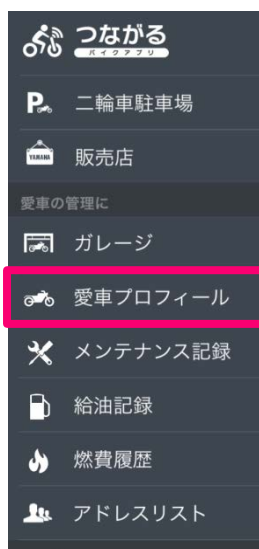 つながる
バイクアプリ
P 二輪車駐車場
YAMAHA 販売店
愛車の管理に
ガレージ
愛車プロフィール
メンテナンス記録
給油記録
燃費履歴
アドレスリスト